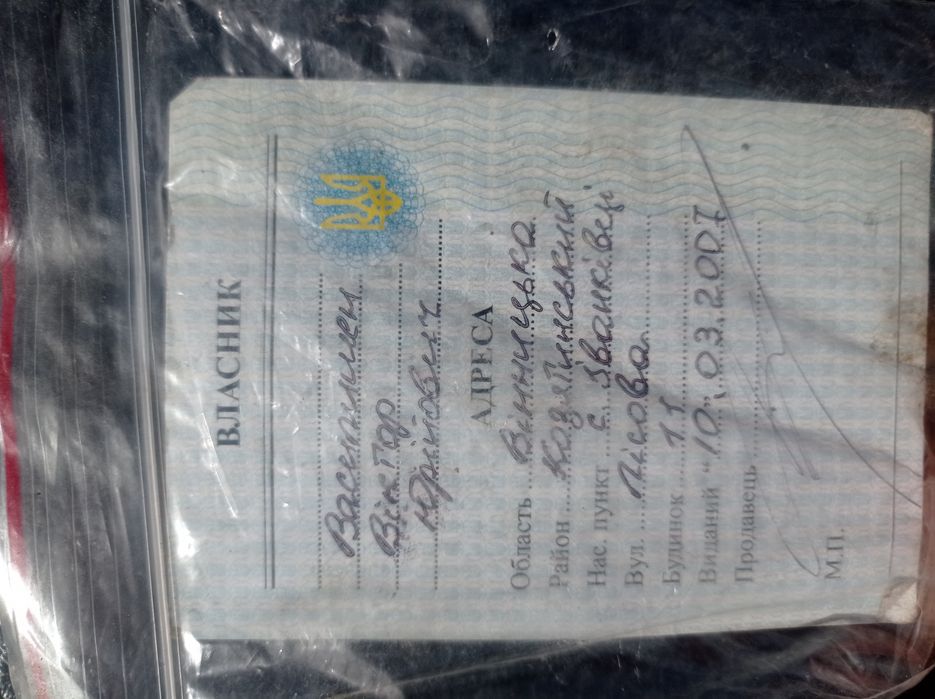 ВЛАСНИК
Василишен
Віктор
Юрійович
АДРЕСА
Область Вінницька
Район Козятинський
Нас. пункт с. Іванківці
Вул. Лісова
Будинок 11
Виданий "10" 03 2007
Продавець
М.П.